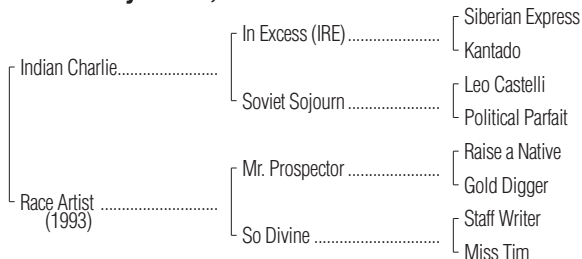 Siberian Express
In Excess (IRE)
Kantado
Indian Charlie
Leo Castelli
Soviet Sojourn
Political Parfait
Raise a Native
Mr. Prospector
Gold Digger
Race Artist
(1993)
Staff Writer
So Divine
Miss Tim